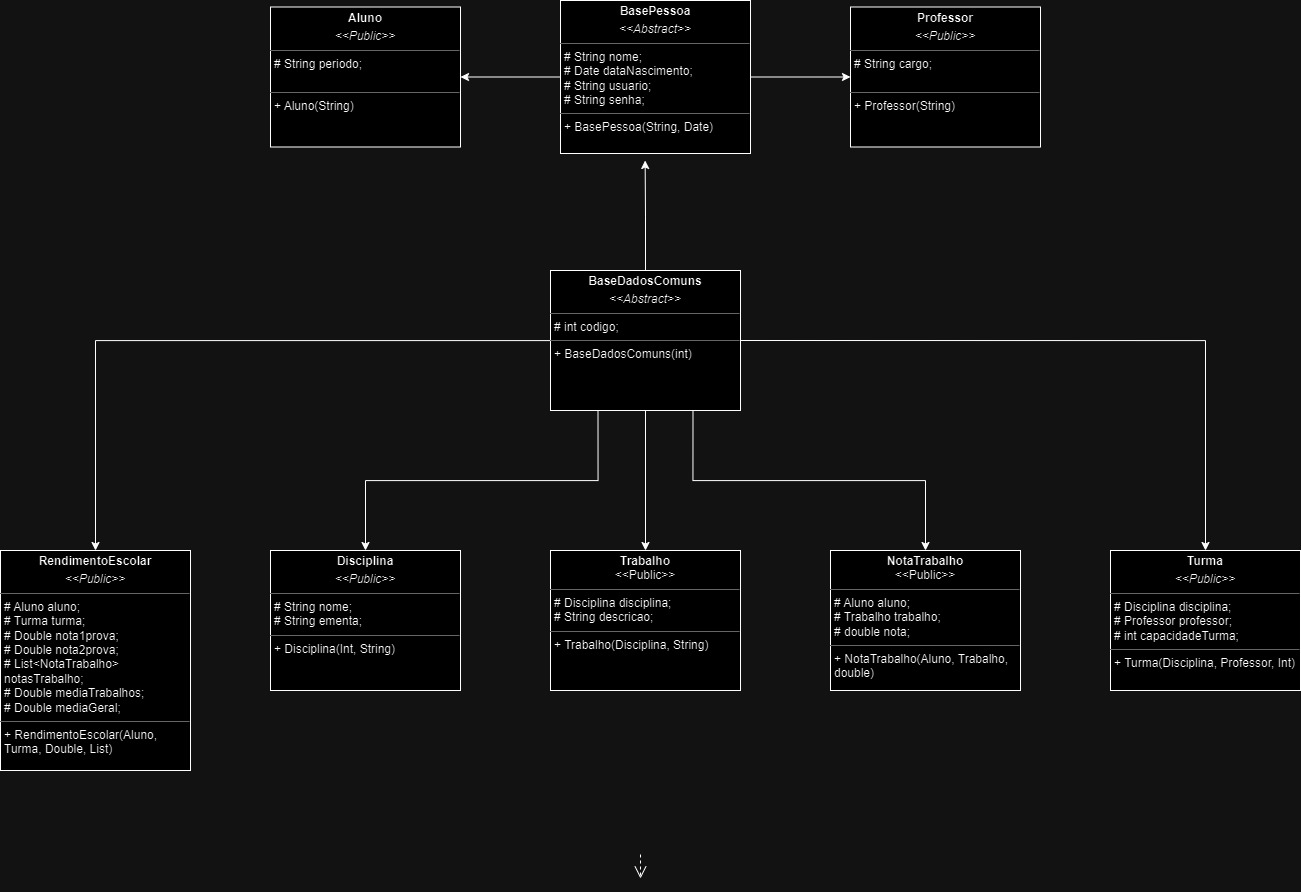 Aluno
<<Public>>
# String periodo;
+ Aluno(String)
BasePessoa
<<Abstract>>
# String nome;
# Date dataNascimento;
# String usuario;
# String senha;
+ BasePessoa(String, Date)
Professor
<<Public>>
# String cargo;
+ Professor(String)
BaseDadosComuns
<<Abstract>>
# int codigo;
+ BaseDadosComuns(int)
RendimentoEscolar
<<Public>>
# Aluno aluno;
# Turma turma;
# Double nota1prova;
# Double nota2prova;
# List<NotaTrabalho>
notasTrabalho;
# Double mediaTrabalhos;
# Double mediaGeral;
+ RendimentoEscolar(Aluno,
Turma, Double, List)
Disciplina
<<Public>>
# String nome;
# String ementa;
+ Disciplina(Int, String)
Trabalho
<<Public>>
# Disciplina disciplina;
# String descricao;
+ Trabalho(Disciplina, String)
NotaTrabalho
<<Public>>
# Aluno aluno;
# Trabalho trabalho;
# double nota;
+ NotaTrabalho(Aluno, Trabalho,
double)
Turma
<<Public>>
# Disciplina disciplina;
# Professor professor;
# int capacidadeTurma;
+ Turma(Disciplina, Professor, Int)